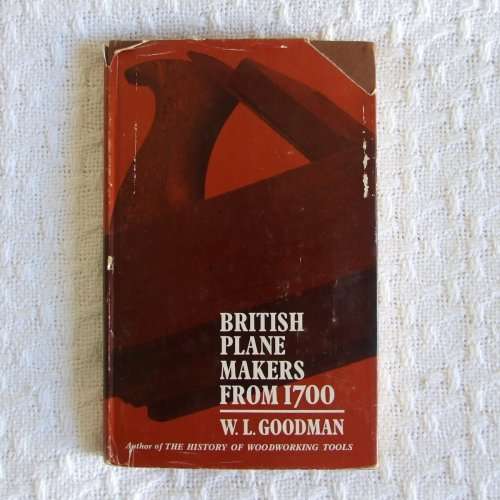 BRITISH
PLANE
MAKERS
FROM 1700
W. L. GOODMAN
Author of THE HISTORY OF WOODWORKING TOOLS